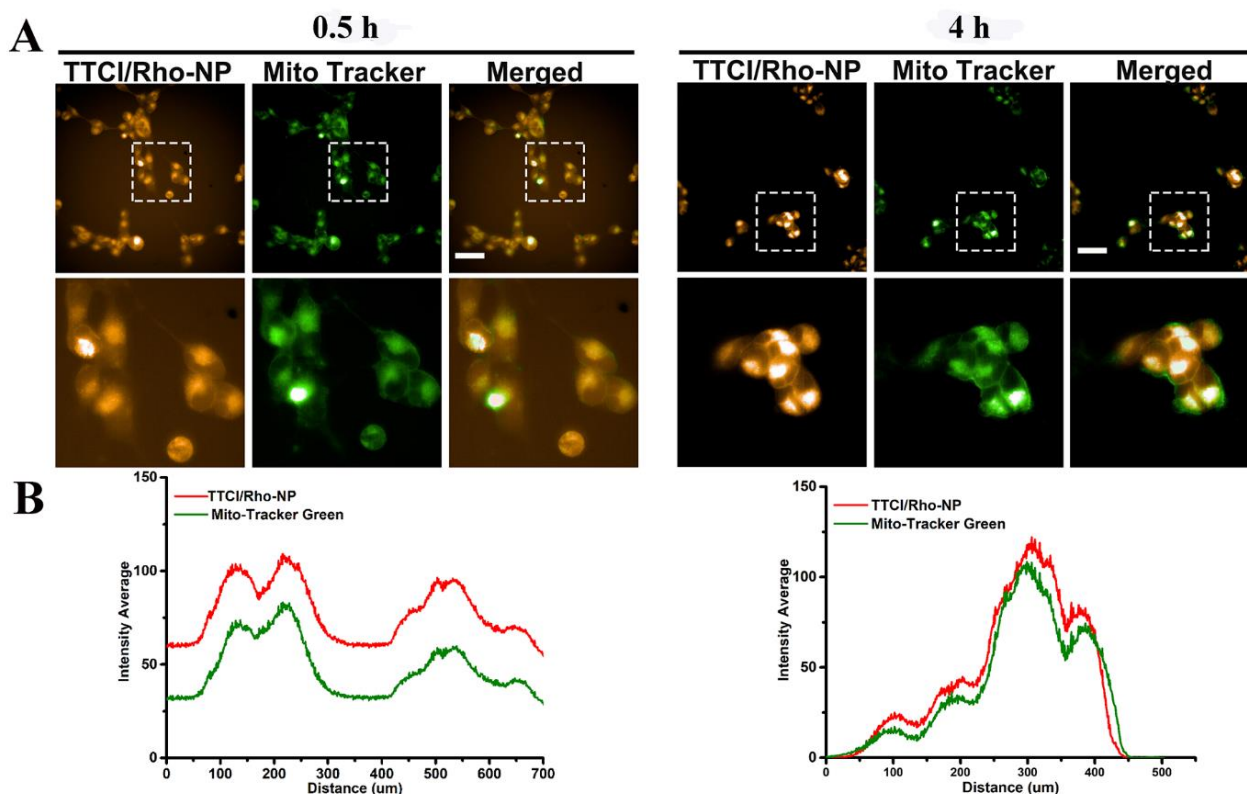 A
0.5 h
4 h
TTCI/Rho-NP Mito Tracker Merged
TTCI/Rho-NP Mito Tracker Merged
B
150
100
50
0
Intensity Average
TTCI/Rho-NP
Mito-Tracker Green
0 100 200 300 400 500 600 700
Distance (um)
150
100
50
0
Intensity Average
TTCI/Rho-NP
Mito-Tracker Green
0 100 200 300 400 500
Distance (um)